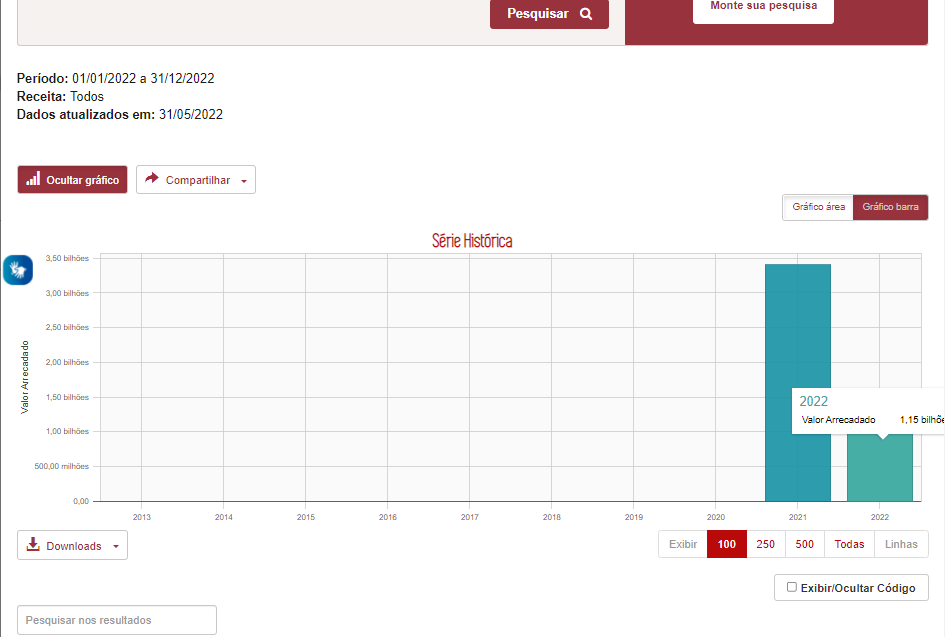 Pesquisar
Monte sua pesquisa
Período: 01/01/2022 a 31/12/2022
Receita: Todos
Dados atualizados em: 31/05/2022
Ocultar gráfico
Compartilhar
Gráfico área
Gráfico barra
Série Histórica
3,50 bilhões
3,00 bilhões
2,50 bilhões
2,00 bilhões
1,50 bilhões
1,00 bilhões
500,00 milhões
0,00
Valor Arrecadado
2022
Valor Arrecadado 1,15 bilhõe
2013 2014 2015 2016 2017 2018 2019 2020 2021 2022
Downloads
Exibir 100 250 500 Todas Linhas
Exibir/Ocultar Código
Pesquisar nos resultados